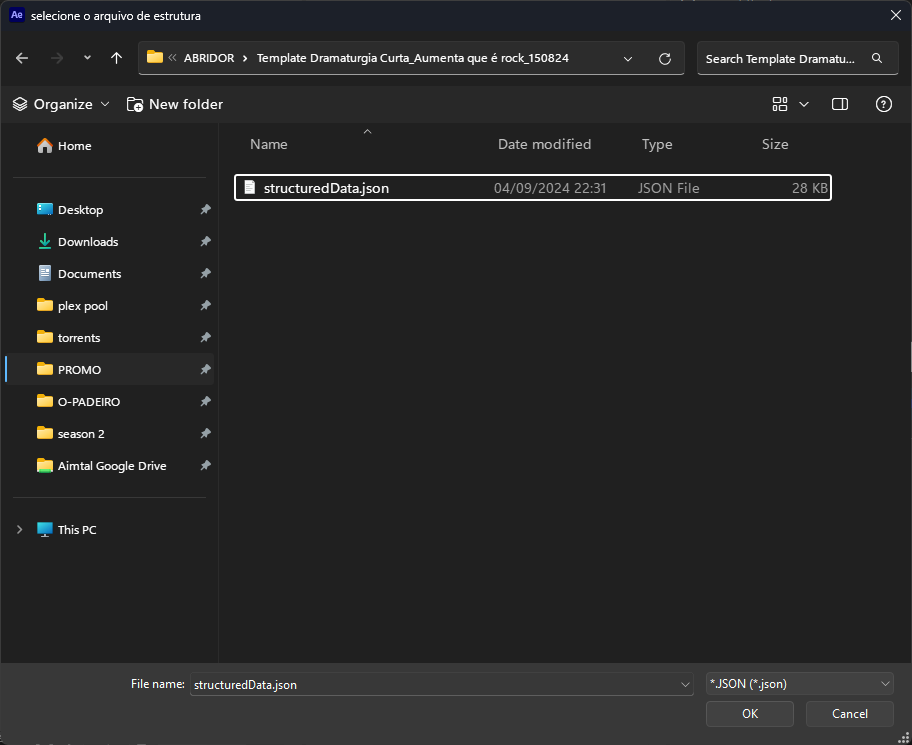 Ae selecione o arquivo de estrutura
« ABRIDOR > Template Dramaturgia Curta_Aumenta que é rock_150824
Search Template Dramatu...
Organize
New folder
Name
Date modified
Type
Size
structuredData.json
04/09/2024 22:31
JSON File
28 KB
Home
Desktop
Downloads
Documents
plex pool
torrents
PROMO
O-PADEIRO
season 2
Aimtal Google Drive
This PC
File name:
structuredData.json
*.JSON (*.json)
OK
Cancel